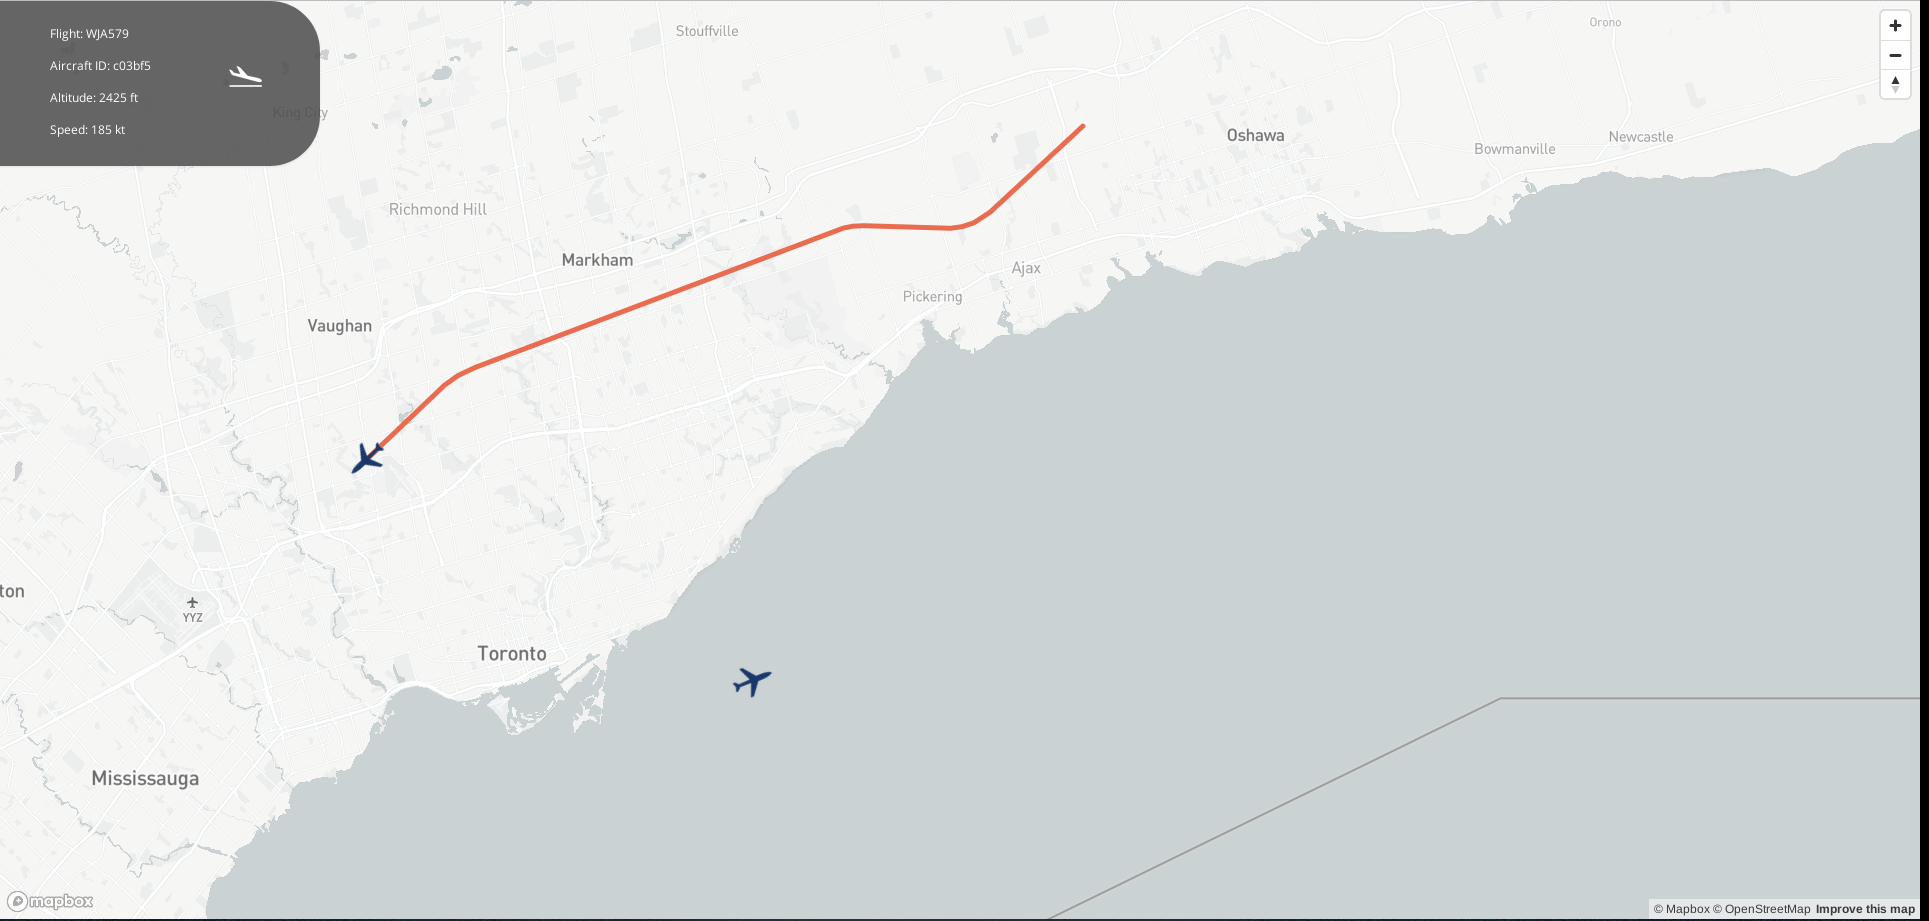 Flight: WJA579
Aircraft ID: c03bf5
Altitude: 2425 ft
Speed: 185 kt
King City
Stouffville
Orono
Oshawa
Newcastle
Bowmanville
Richmond Hill
Markham
Ajax
Pickering
Vaughan
ton
YYZ
Toronto
Mississauga
mapbox
© Mapbox © OpenStreetMap Improve this map